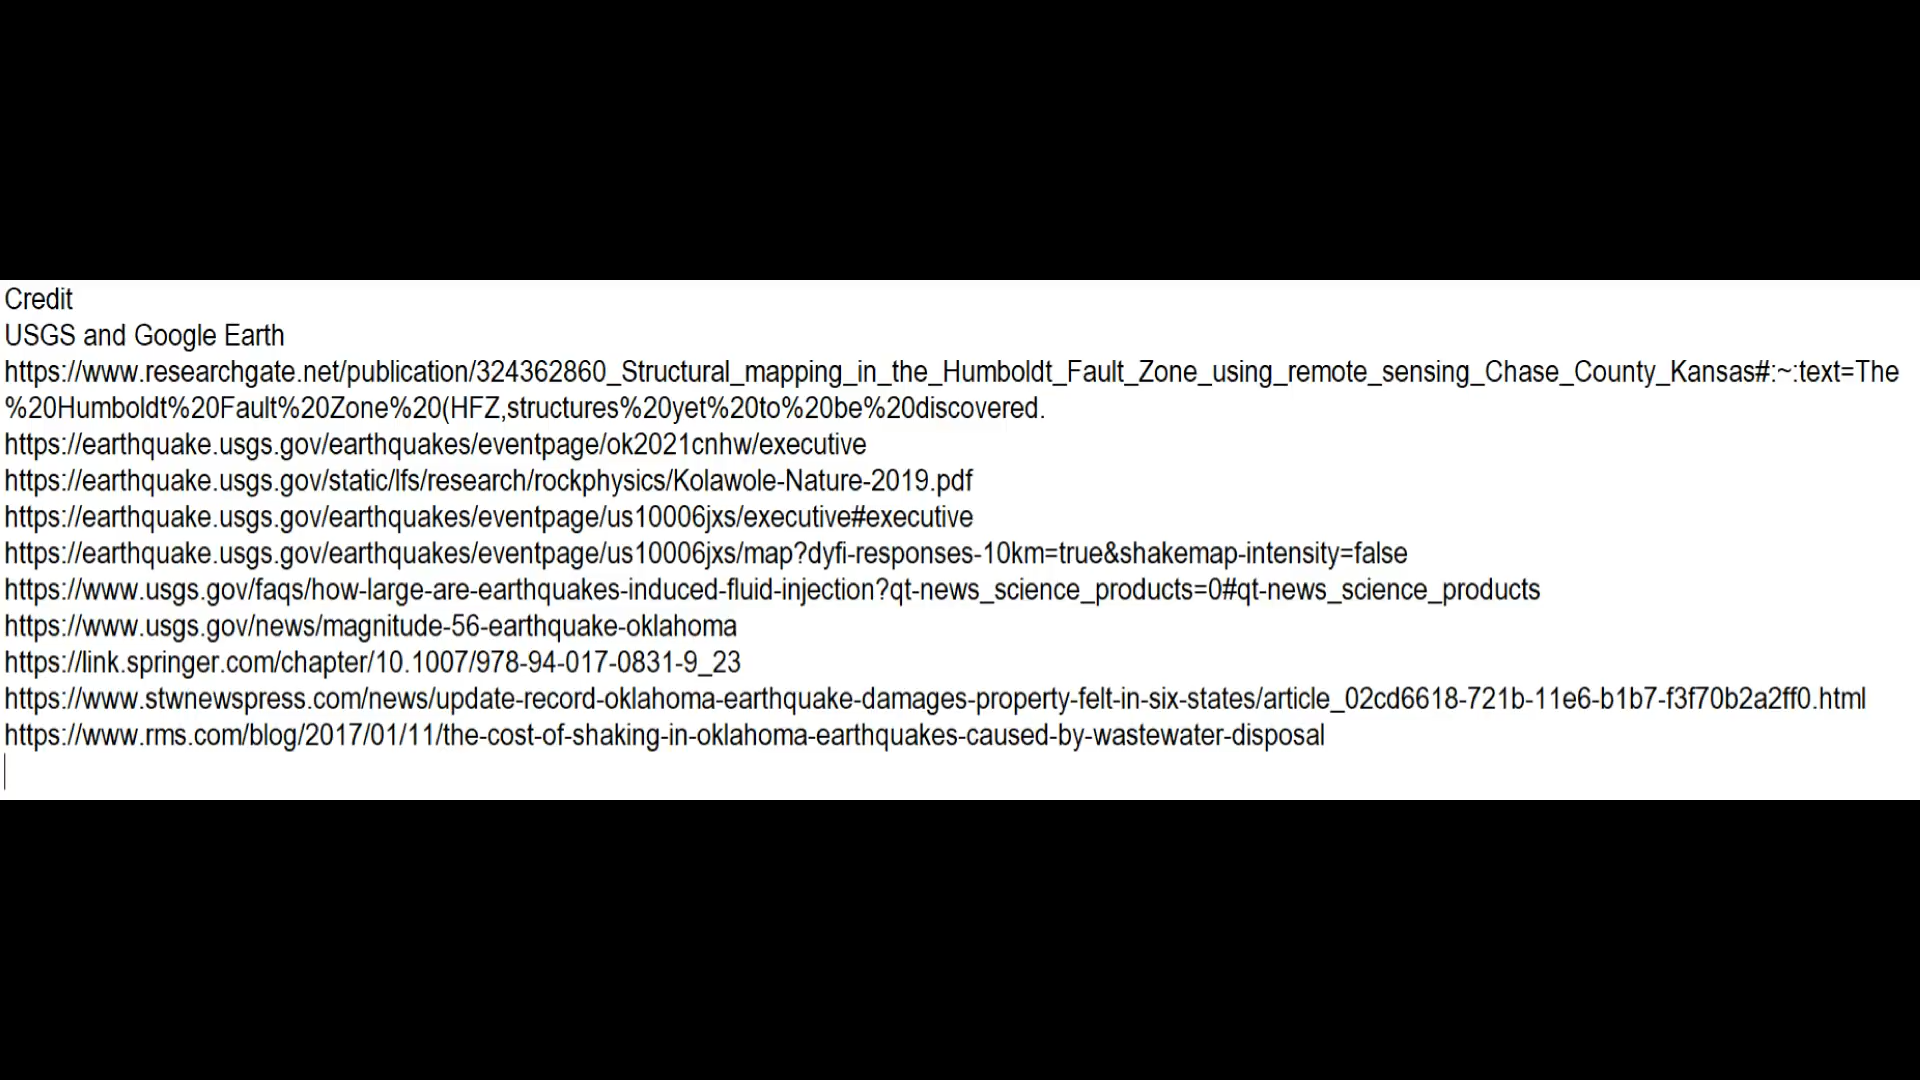 Credit
USGS and Google Earth
https://www.researchgate.net/publication/324362860_Structural_mapping_in_the_Humboldt_Fault_Zone_using_remote_sensing_Chase_County_Kansas#:~:text=The
%20Humboldt%20Fault%20Zone%20(HFZ,structures%20yet%20to%20be%20discovered.
https://earthquake.usgs.gov/earthquakes/eventpage/ok2021cnhw/executive
https://earthquake.usgs.gov/static/lfs/research/rockphysics/Kolawole-Nature-2019.pdf
https://earthquake.usgs.gov/earthquakes/eventpage/us10006jxs/executive#executive
https://earthquake.usgs.gov/earthquakes/eventpage/us10006jxs/map?dyfi-responses-10km=true&shakemap-intensity=false
https://www.usgs.gov/faqs/how-large-are-earthquakes-induced-fluid-injection?qt-news_science_products=0#qt-news_science_products
https://www.usgs.gov/news/magnitude-56-earthquake-oklahoma
https://link.springer.com/chapter/10.1007/978-94-017-0831-9_23
https://www.stwnewspress.com/news/update-record-oklahoma-earthquake-damages-property-felt-in-six-states/article_02cd6618-721b-11e6-b1b7-f3f70b2a2ff0.html
https://www.rms.com/blog/2017/01/11/the-cost-of-shaking-in-oklahoma-earthquakes-caused-by-wastewater-disposal